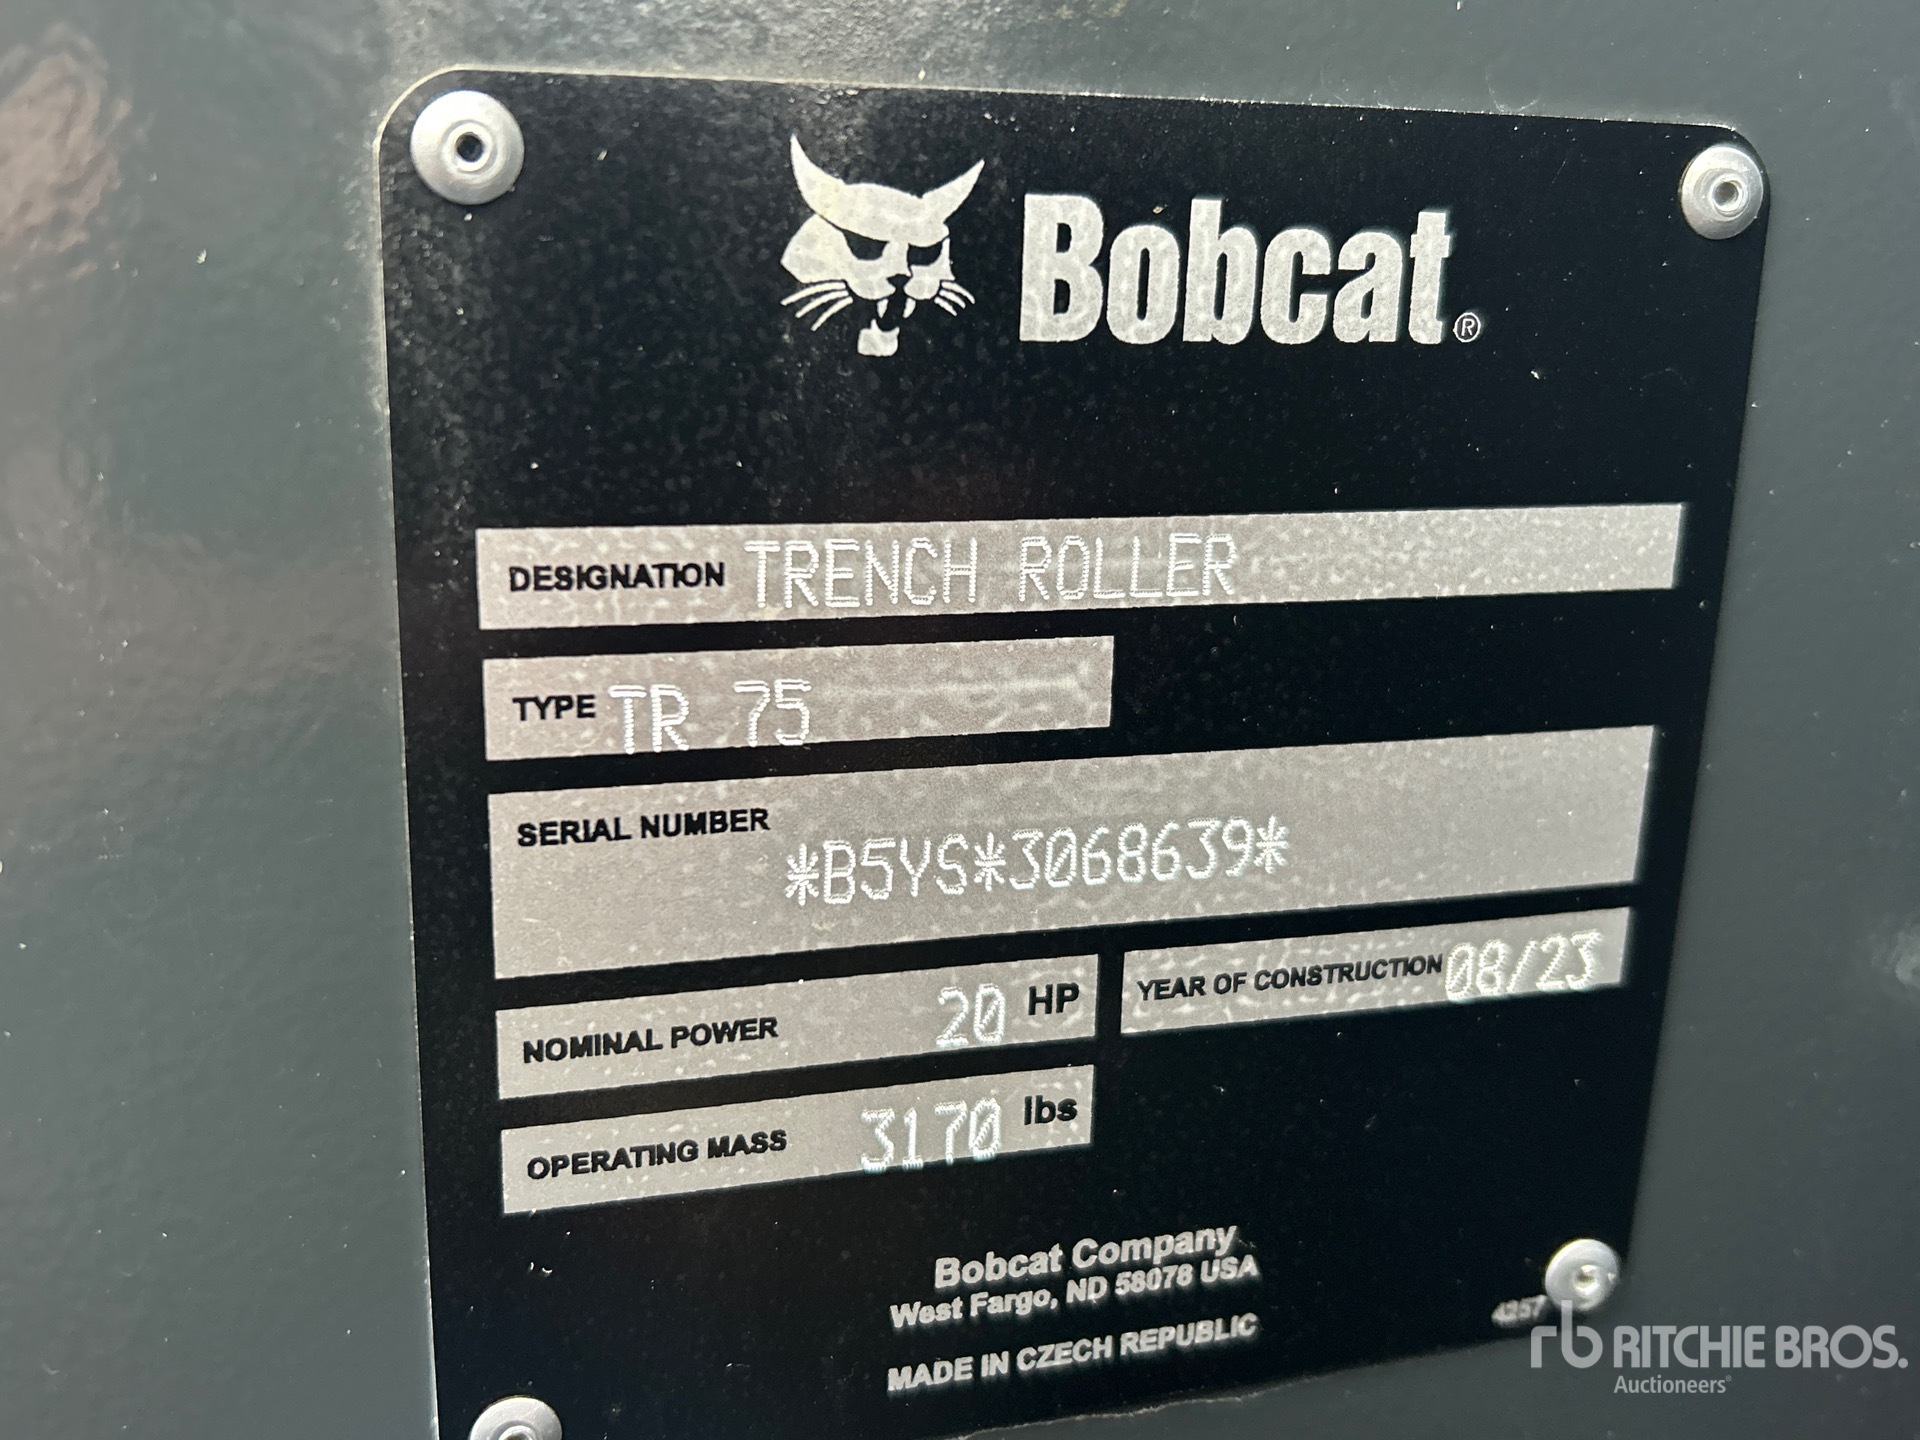 Bobcat®
DESIGNATION TRENCH ROLLER
TYPE TR 75
SERIAL NUMBER
*B5YS*3068639*
NOMINAL POWER 20 HP
YEAR OF CONSTRUCTION 08/23
OPERATING MASS 3170 lbs
Bobcat Company
West Fargo, ND 58078 USA
MADE IN CZECH REPUBLIC
4357
rb RITCHIE BROS.
Auctioneers